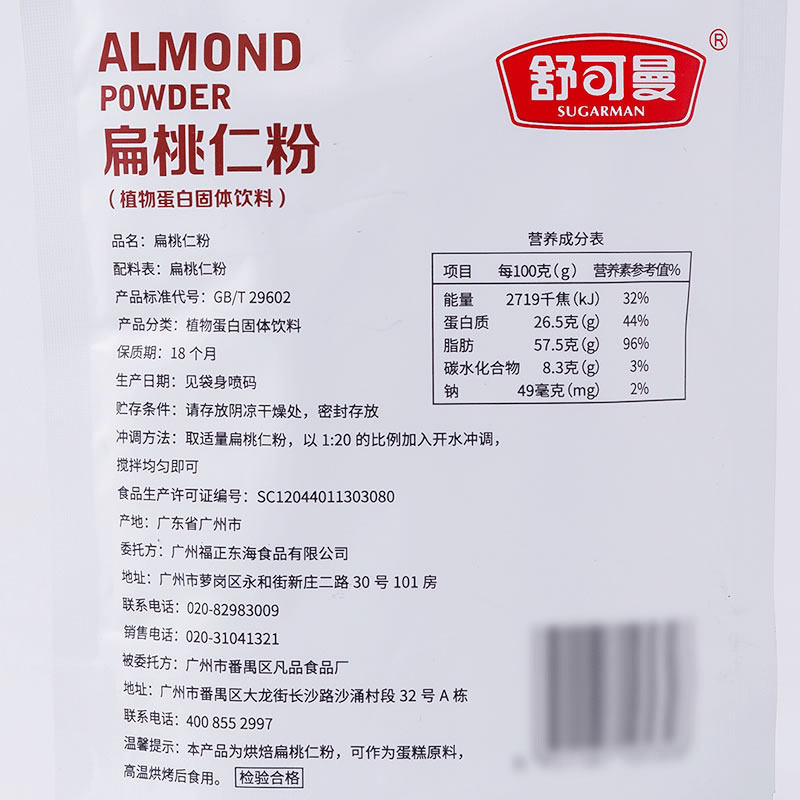 ALMOND
POWDER
扁桃仁粉
（植物蛋白固体饮料）
舒可曼
SUGARMAN
®
品名：扁桃仁粉
配料表：扁桃仁粉
产品标准代号：GB/T 29602
产品分类：植物蛋白固体饮料
保质期：18个月
生产日期：见袋身喷码
贮存条件：请存放阴凉干燥处，密封存放
冲调方法：取适量扁桃仁粉，以1:20的比例加入开水冲调，
搅拌均匀即可
食品生产许可证编号：SC12044011303080
产地：广东省广州市
委托方：广州福正东海食品有限公司
地址：广州市萝岗区永和街新庄二路30号101房
联系电话：020-82983009
销售电话：020-31041321
被委托方：广州市番禺区凡品食品厂
地址：广州市番禺区大龙街长沙路沙涌村段32号A栋
联系电话：400 855 2997
温馨提示：本产品为烘焙扁桃仁粉，可作为蛋糕原料，
高温烘烤后食用。 检验合格
营养成分表
项目 每100克(g) 营养素参考值%
能量 2719千焦(kJ) 32%
蛋白质 26.5克(g) 44%
脂肪 57.5克(g) 96%
碳水化合物 8.3克(g) 3%
钠 49毫克(mg) 2%